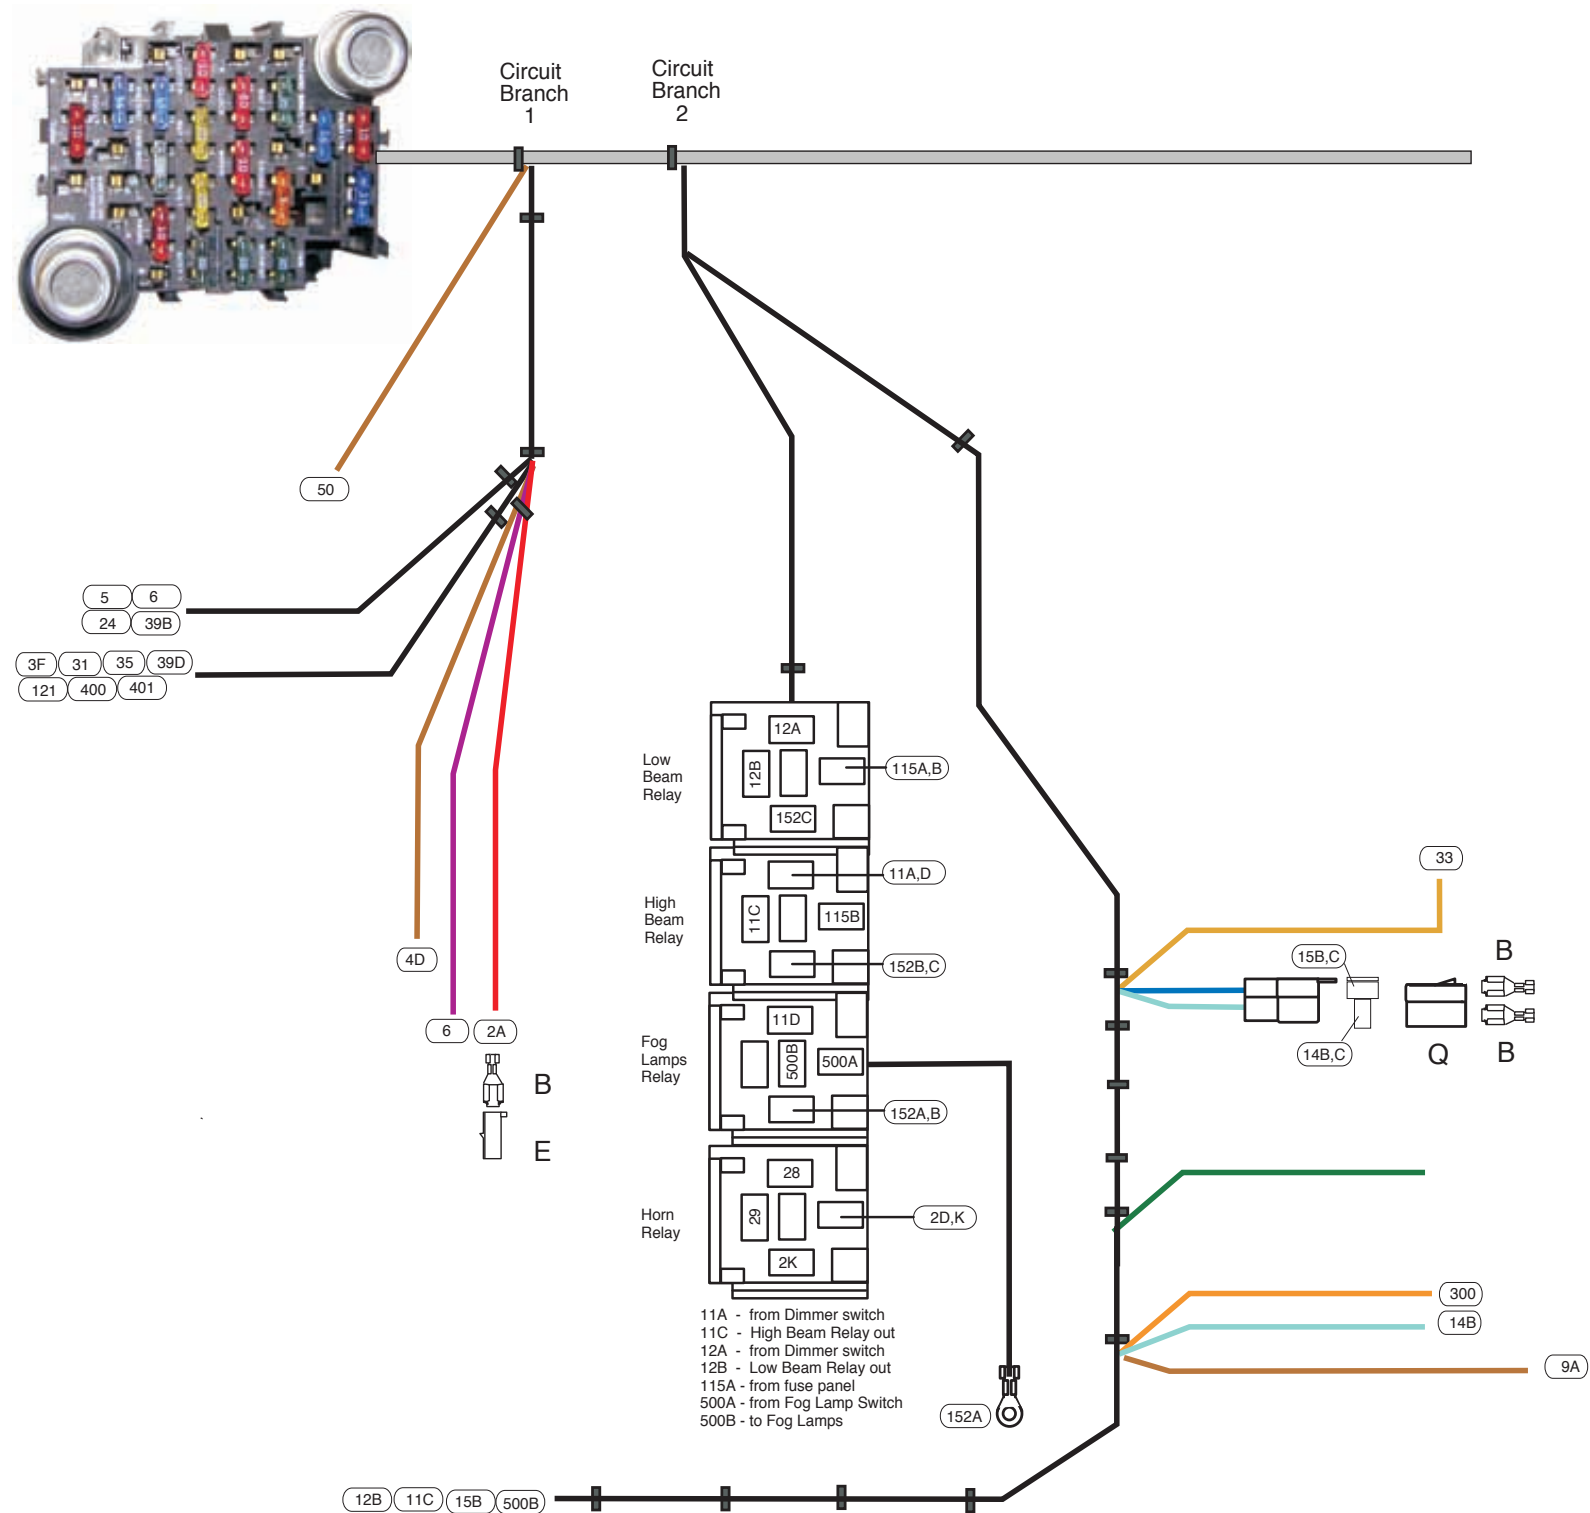 Circuit
Branch
1
Circuit
Branch
2
50
5 6
24 39B
3F 31 35 39D
121 400 401
4D
6 2A
B
E
Low
Beam
Relay
12A
12B
115A,B
152C
High
Beam
Relay
11A,D
11C
115B
152B,C
Fog
Lamps
Relay
11D
500B
500A
152A,B
Horn
Relay
28
29
2D,K
2K
11A - from Dimmer switch
11C - High Beam Relay out
12A - from Dimmer switch
12B - Low Beam Relay out
115A - from fuse panel
500A - from Fog Lamp Switch
500B - to Fog Lamps
152A
33
15B,C
B
14B,C
Q
B
300
14B
9A
12B 11C 15B 500B